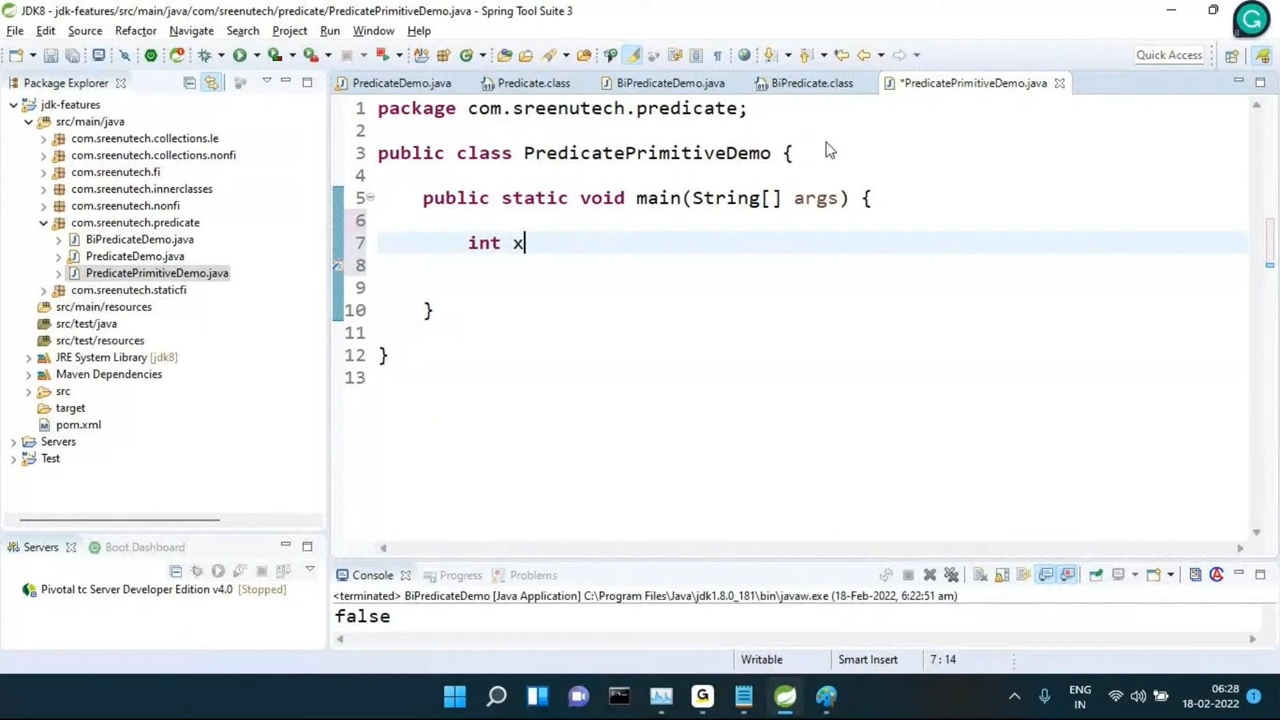 JDK8 - jdk-features/src/main/java/com/sreenutech/predicate/PredicatePrimitiveDemo.java - Spring Tool Suite 3
File Edit Source Refactor Navigate Search Project Run Window Help
Quick Access
Package Explorer
PredicateDemo.java Predicate.class BiPredicateDemo.java BiPredicate.class *PredicatePrimitiveDemo.java
jdk-features
src/main/java
com.sreenutech.collections.le
com.sreenutech.collections.nonfi
com.sreenutech.fi
com.sreenutech.innerclasses
com.sreenutech.nonfi
com.sreenutech.predicate
BiPredicateDemo.java
PredicateDemo.java
PredicatePrimitiveDemo.java
com.sreenutech.staticfi
src/main/resources
src/test/java
src/test/resources
JRE System Library [jdk8]
Maven Dependencies
src
target
pom.xml
Servers
Test
1 package com.sreenutech.predicate;
2
3 public class PredicatePrimitiveDemo {
4
5 public static void main(String[] args) {
6
7 int x
8
9
10 }
11
12 }
13
Servers Boot Dashboard
Pivotal tc Server Developer Edition v4.0 [Stopped]
Console Progress Problems
<terminated> BiPredicateDemo [Java Application] C:\Program Files\Java\jdk1.8.0_181\bin\javaw.exe (18-Feb-2022, 6:22:51 am)
false
Writable Smart Insert 7 : 14
ENG
IN
06:28
18-02-2022